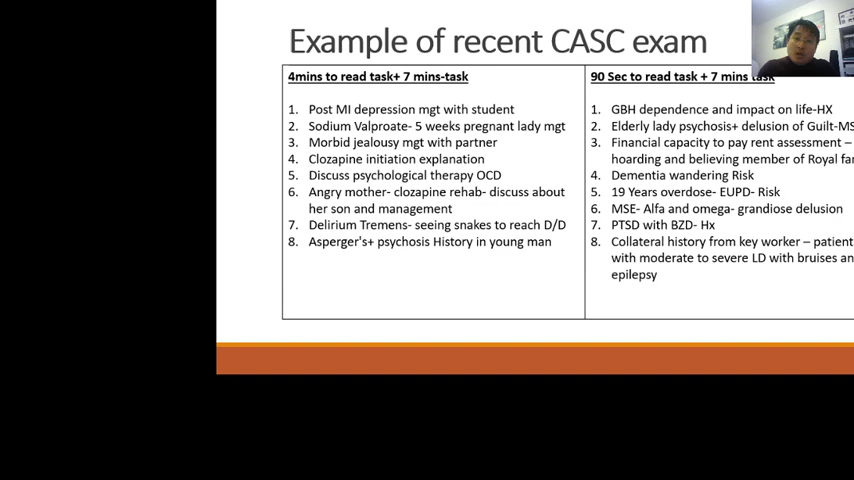 Example of recent CASC exam
4mins to read task+ 7 mins-task
1. Post MI depression mgt with student
2. Sodium Valproate- 5 weeks pregnant lady mgt
3. Morbid jealousy mgt with partner
4. Clozapine initiation explanation
5. Discuss psychological therapy OCD
6. Angry mother- clozapine rehab- discuss about
her son and management
7. Delirium Tremens- seeing snakes to reach D/D
8. Asperger's+ psychosis History in young man
90 Sec to read task + 7 mins task
1. GBH dependence and impact on life-HX
2. Elderly lady psychosis+ delusion of Guilt-MS
3. Financial capacity to pay rent assessment –
hoarding and believing member of Royal fa
4. Dementia wandering Risk
5. 19 Years overdose- EUPD- Risk
6. MSE- Alfa and omega- grandiose delusion
7. PTSD with BZD- Hx
8. Collateral history from key worker – patient
with moderate to severe LD with bruises an
epilepsy